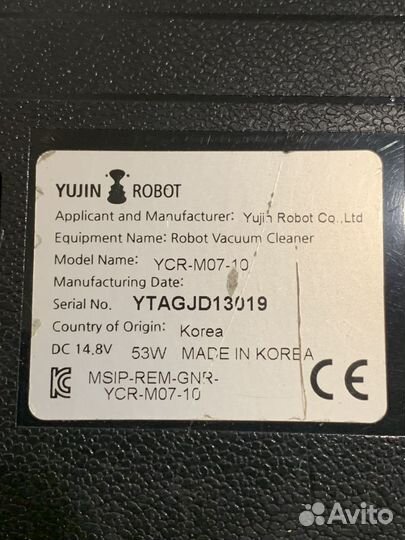 YUJIN ROBOT
Applicant and Manufacturer: Yujin Robot Co.,Ltd
Equipment Name: Robot Vacuum Cleaner
Model Name: YCR-M07-10
Manufacturing Date:
Serial No. YTAGJD13019
Country of Origin: Korea
DC 14.8V 53W MADE IN KOREA
MSIP-REM-GNR-
YCR-M07-10
CE
Avito